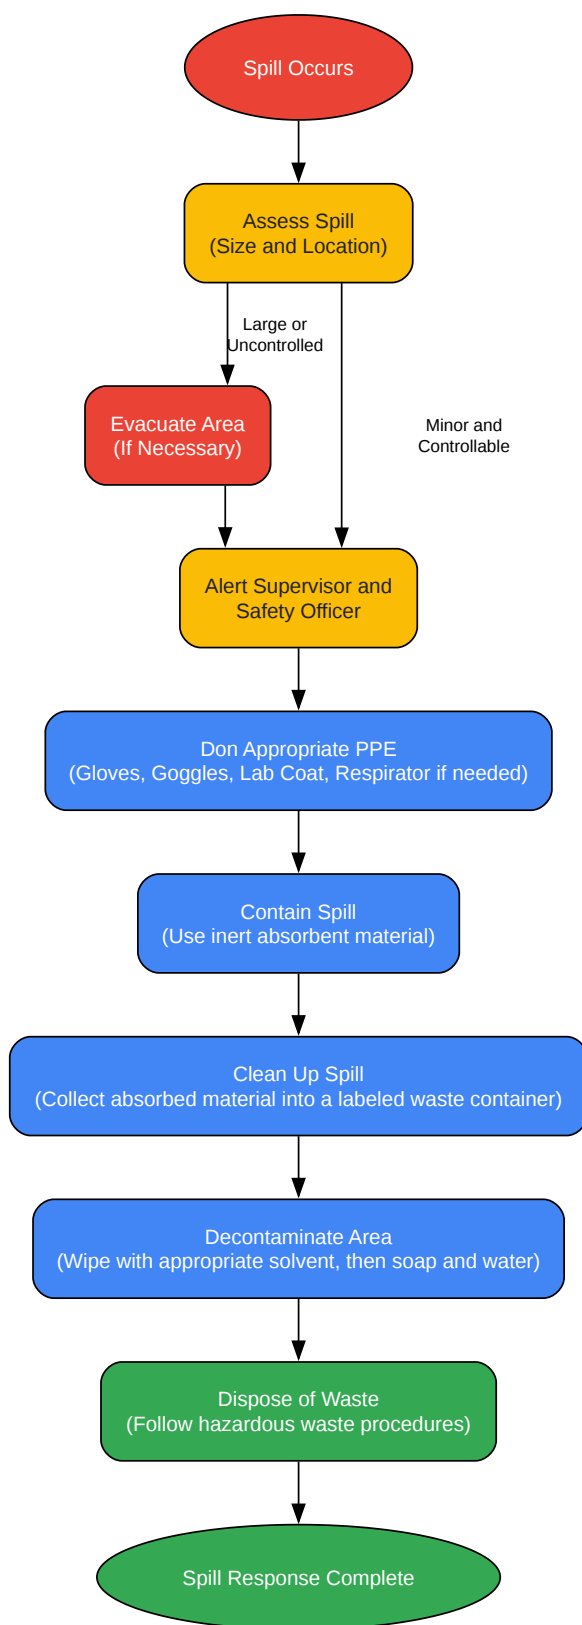 Spill Occurs
Assess Spill
(Size and Location)
Large or
Uncontrolled
Evacuate Area
(If Necessary)
Minor and
Controllable
Alert Supervisor and
Safety Officer
Don Appropriate PPE
(Gloves, Goggles, Lab Coat, Respirator if needed)
Contain Spill
(Use inert absorbent material)
Clean Up Spill
(Collect absorbed material into a labeled waste container)
Decontaminate Area
(Wipe with appropriate solvent, then soap and water)
Dispose of Waste
(Follow hazardous waste procedures)
Spill Response Complete